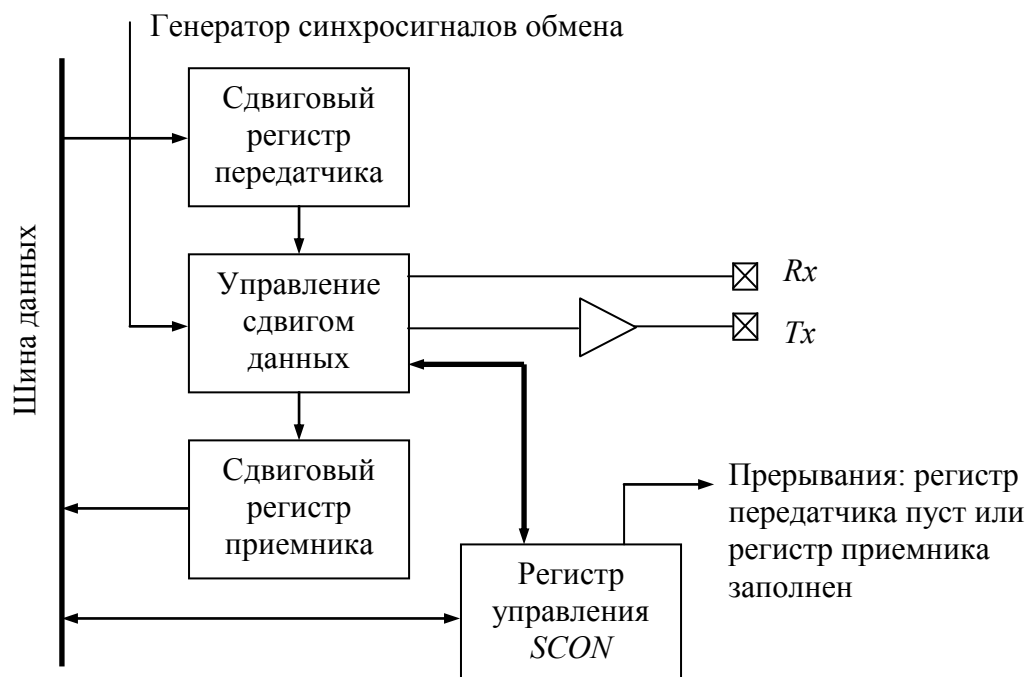 Генератор синхросигналов обмена
Сдвиговый
регистр
передатчика
Шина данных
Управление
сдвигом
данных
Rx
Tx
Сдвиговый
регистр
приемника
Прерывания: регистр
передатчика пуст или
регистр приемника
заполнен
Регистр
управления
SCON